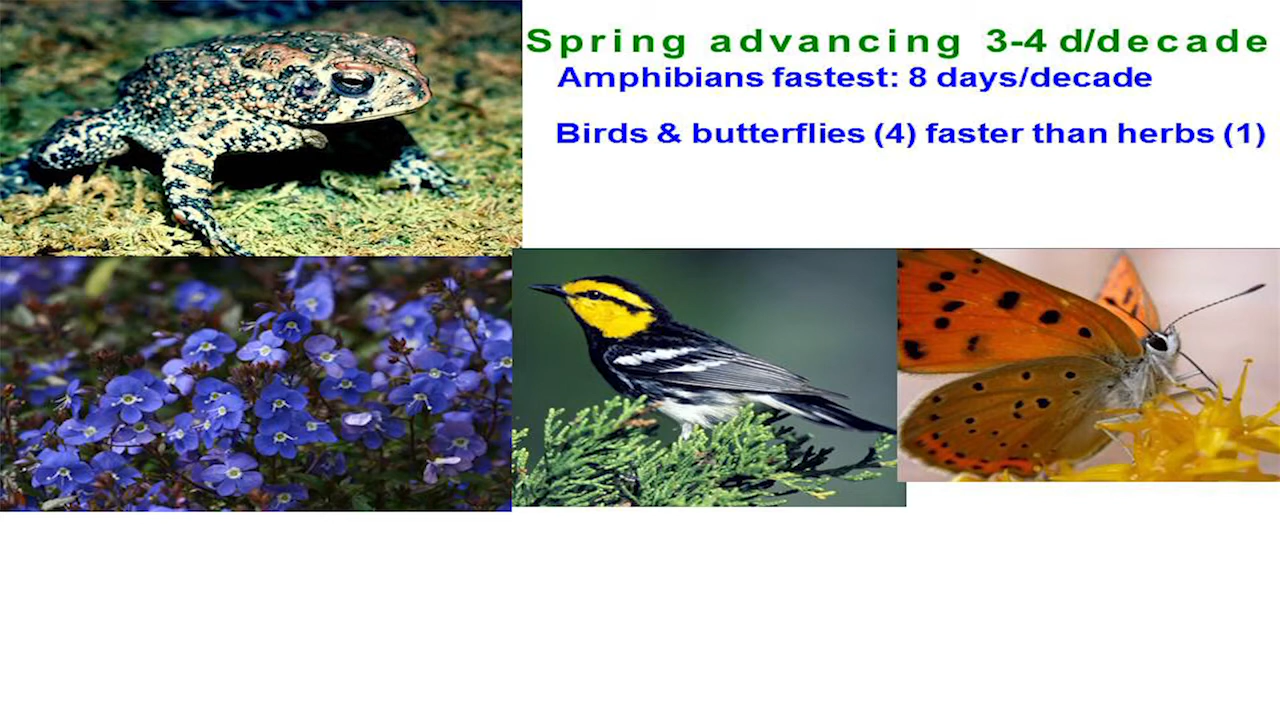 Spring advancing 3-4 d/decade
Amphibians fastest: 8 days/decade
Birds & butterflies (4) faster than herbs (1)